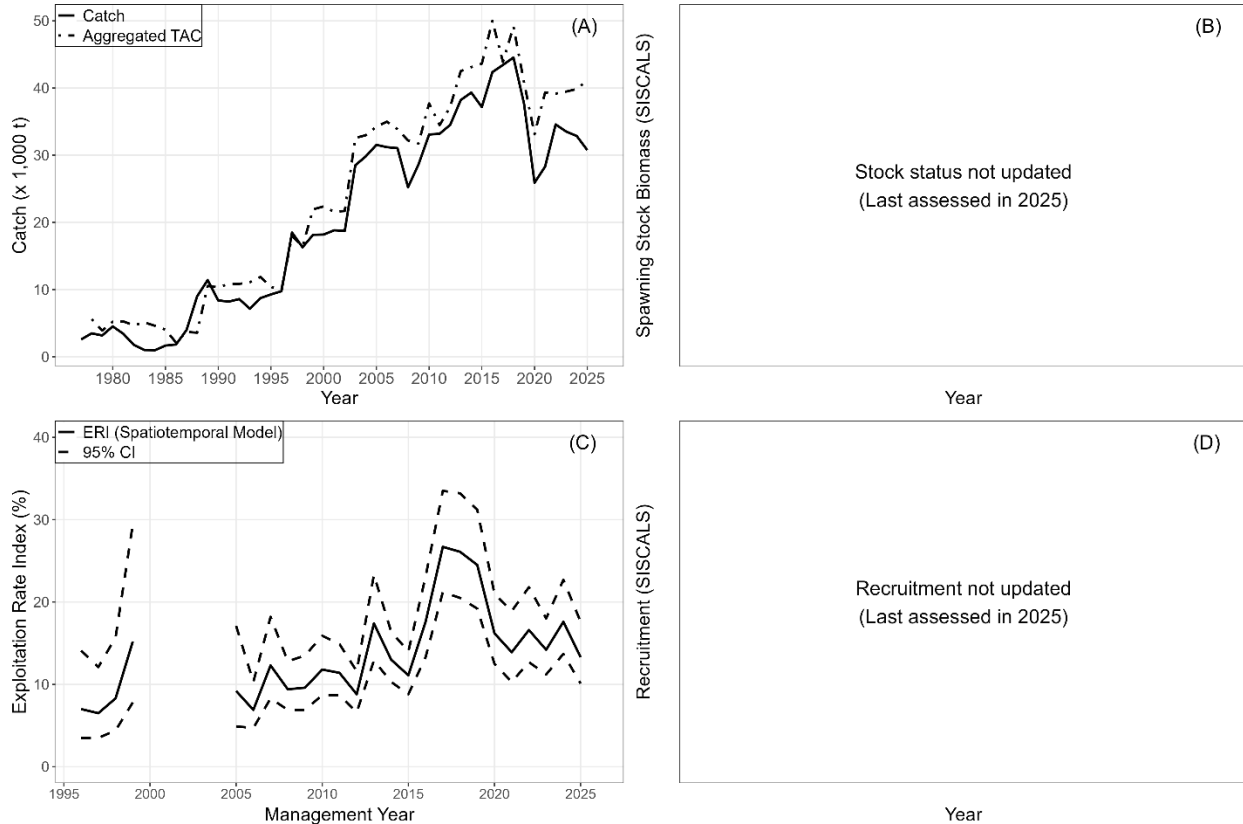 Catch
Aggregated TAC
(A)
50
40
30
20
10
0
Catch (x 1,000 t)
1980 1985 1990 1995 2000 2005 2010 2015 2020 2025
Year
(B)
Spawning Stock Biomass (SISCALS)
Stock status not updated
(Last assessed in 2025)
Year
ERI (Spatiotemporal Model)
95% CI
(C)
40
30
20
10
0
Exploitation Rate Index (%)
1995 2000 2005 2010 2015 2020 2025
Management Year
(D)
Recruitment (SISCALS)
Recruitment not updated
(Last assessed in 2025)
Year